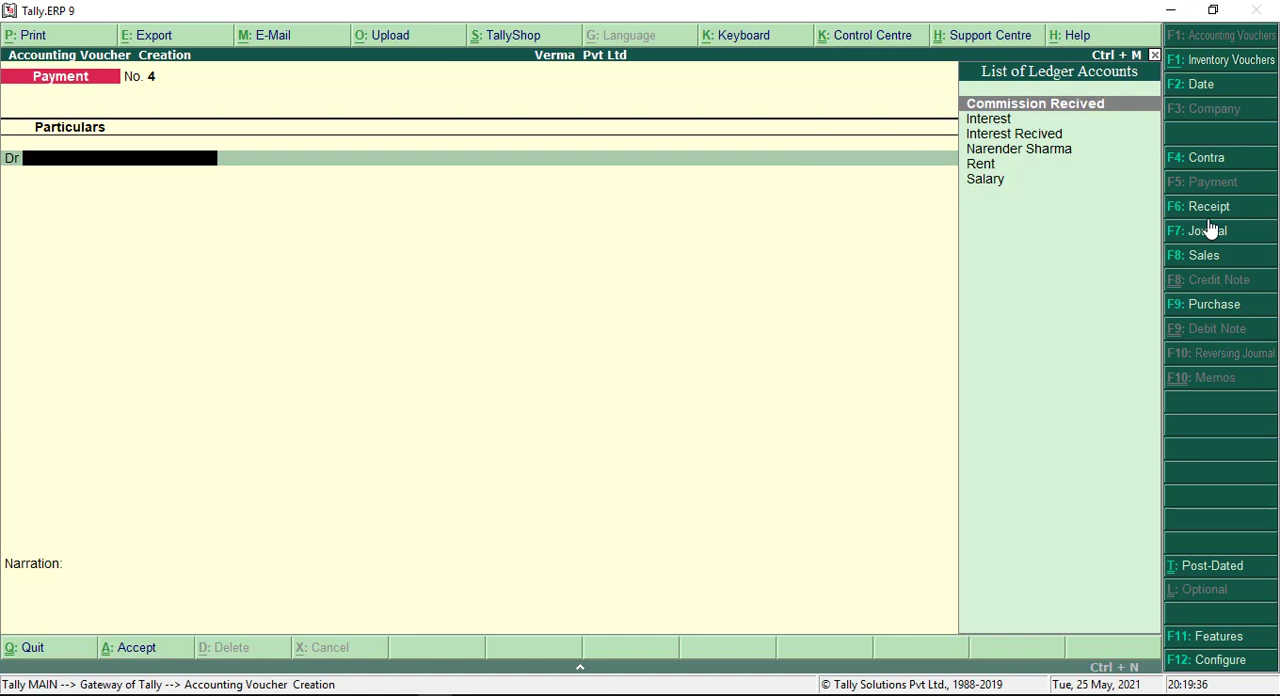 Tally.ERP 9
P: Print E: Export M: E-Mail O: Upload S: TallyShop G: Language K: Keyboard K: Control Centre H: Support Centre H: Help
Accounting Voucher Creation Verma Pvt Ltd Ctrl + M
Payment No. 4
Particulars
Dr
List of Ledger Accounts
Commission Recived
Interest
Interest Recived
Narender Sharma
Rent
Salary
F1: Accounting Vouchers
F1: Inventory Vouchers
F2: Date
F3: Company
F4: Contra
F5: Payment
F6: Receipt
F7: Journal
F8: Sales
F8: Credit Note
F9: Purchase
F9: Debit Note
F10: Reversing Journal
F10: Memos
T: Post-Dated
L: Optional
F11: Features
F12: Configure
Narration:
Q: Quit A: Accept D: Delete X: Cancel
Ctrl + N
Tally MAIN --> Gateway of Tally --> Accounting Voucher Creation © Tally Solutions Pvt Ltd., 1988-2019 Tue, 25 May, 2021 20:19:36